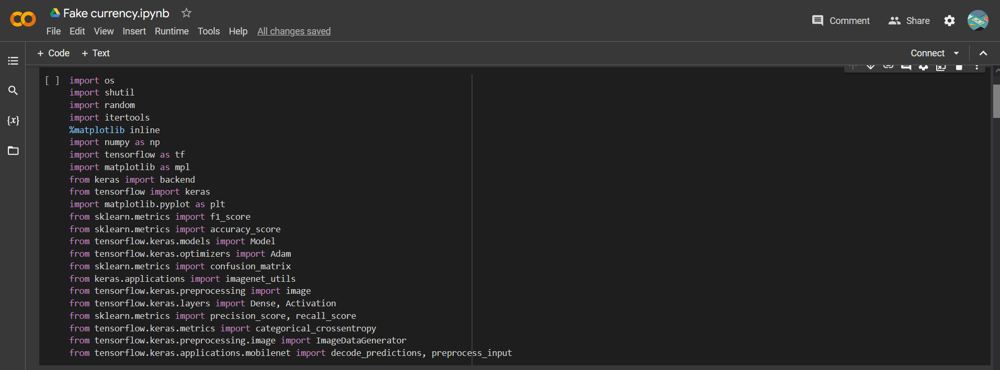 Fake currency.ipynb
File Edit View Insert Runtime Tools Help All changes saved
Comment Share
+ Code + Text
Connect
{x}
[ ] import os
import shutil
import random
import itertools
%matplotlib inline
import numpy as np
import tensorflow as tf
import matplotlib as mpl
from keras import backend
from tensorflow import keras
import matplotlib.pyplot as plt
from sklearn.metrics import f1_score
from sklearn.metrics import accuracy_score
from tensorflow.keras.models import Model
from tensorflow.keras.optimizers import Adam
from sklearn.metrics import confusion_matrix
from keras.applications import imagenet_utils
from tensorflow.keras.preprocessing import image
from tensorflow.keras.layers import Dense, Activation
from sklearn.metrics import precision_score, recall_score
from tensorflow.keras.metrics import categorical_crossentropy
from tensorflow.keras.preprocessing.image import ImageDataGenerator
from tensorflow.keras.applications.mobilenet import decode_predictions, preprocess_input